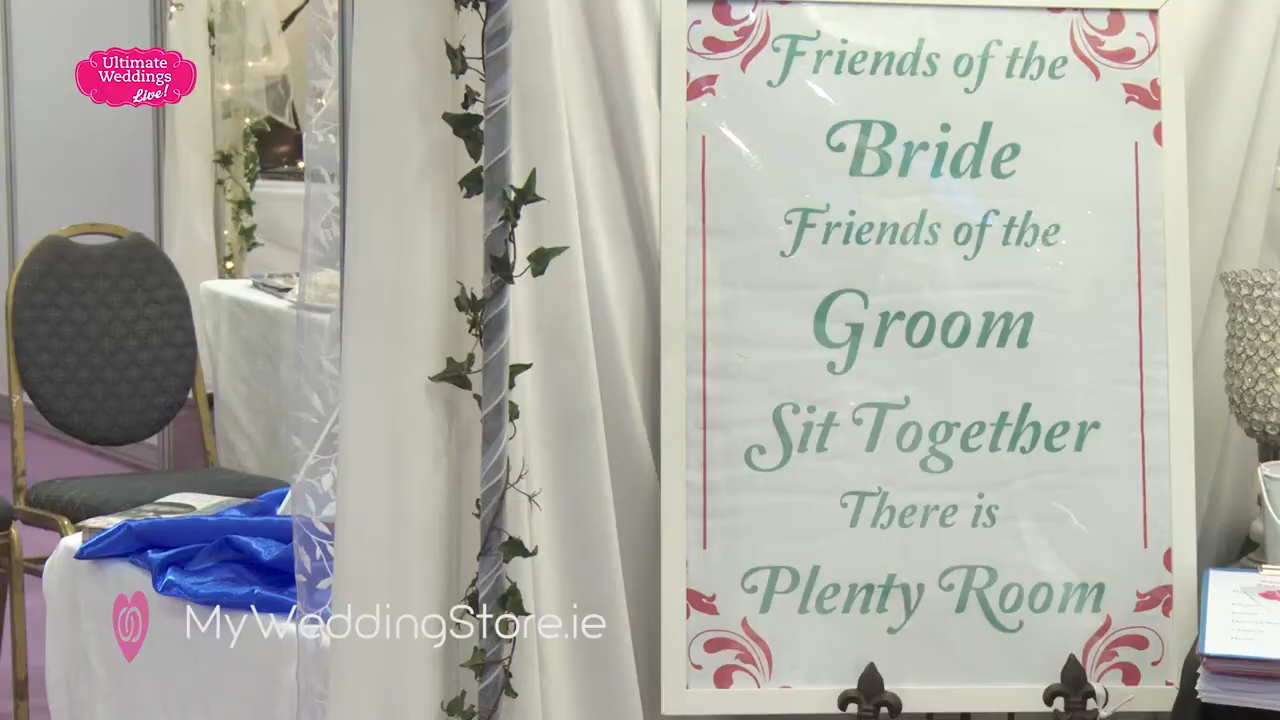 Ultimate
Weddings
Live!
Friends of the
Bride
Friends of the
Groom
Sit Together
There is
Plenty Room
MyWeddingStore.ie